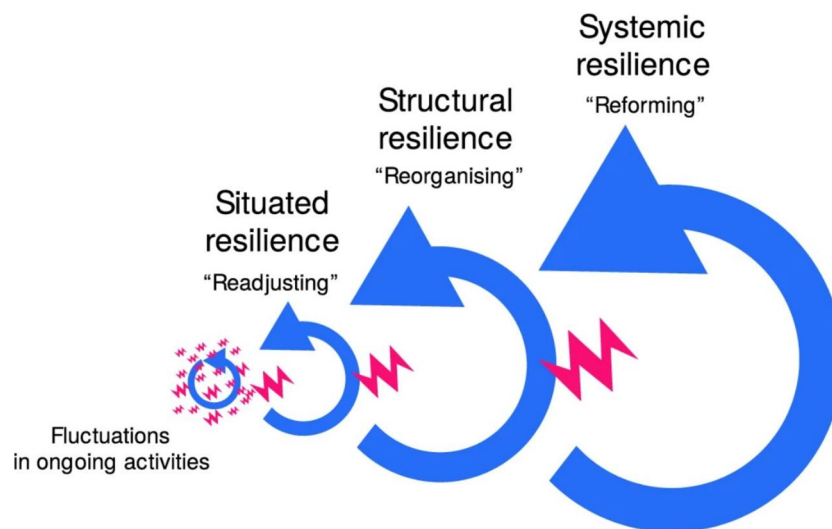 Systemic
resilience
“Reforming”
Structural
resilience
“Reorganising”
Situated
resilience
“Readjusting”
Fluctuations
in ongoing activities